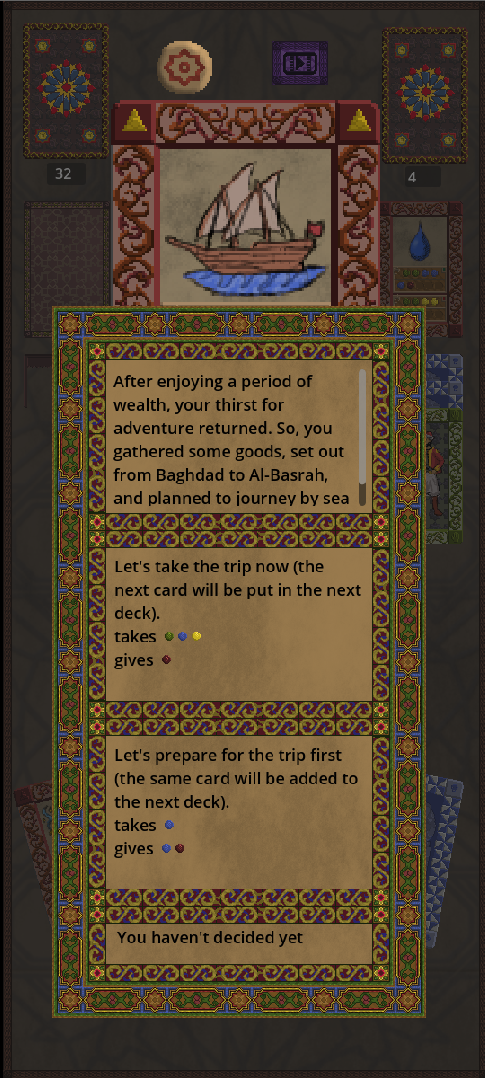 32
4
After enjoying a period of
wealth, your thirst for
adventure returned. So, you
gathered some goods, set out
from Baghdad to Al-Basrah,
and planned to journey by sea
Let's take the trip now (the
next card will be put in the next
deck).
takes
gives
Let's prepare for the trip first
(the same card will be added to
the next deck).
takes
gives
You haven't decided yet